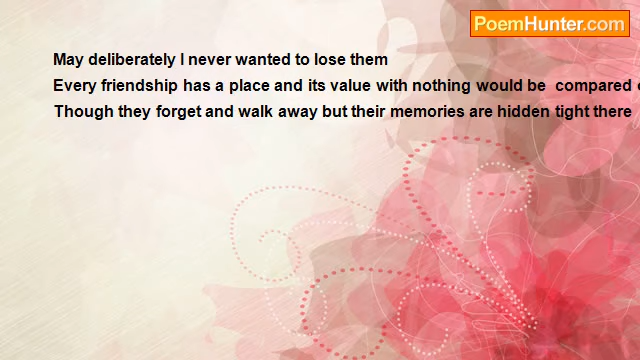 PoemHunter.com
May deliberately I never wanted to lose them
Every friendship has a place and its value with nothing would be compared
Though they forget and walk away but their memories are hidden tight there